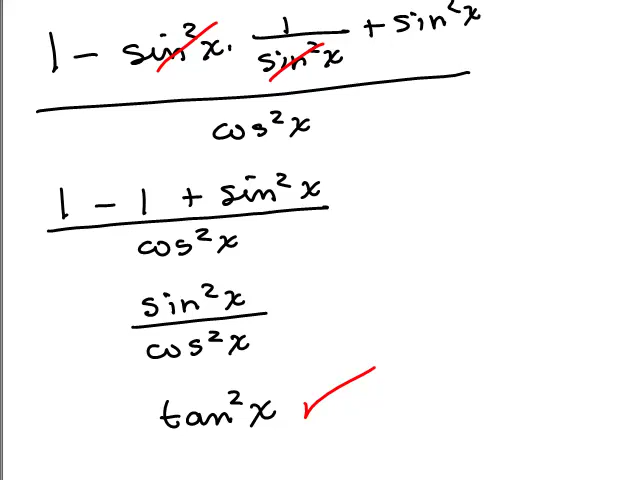 1 - sin²x · 1/sin²x + sin²x
cos²x
1 - 1 + sin²x
cos²x
sin²x
cos²x
tan²x ✓